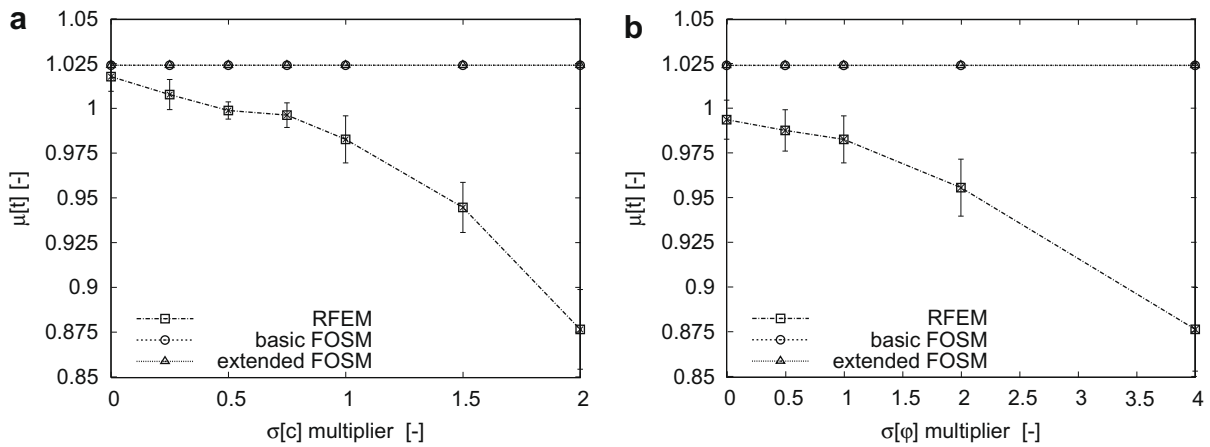 a
1.05
1.025
1
0.975
0.95
0.925
0.9
0.875
0.85
μ[t] [-]
RFEM
basic FOSM
extended FOSM
0 0.5 1 1.5 2
σ[c] multiplier [-]
b
1.05
1.025
1
0.975
0.95
0.925
0.9
0.875
0.85
μ[t] [-]
RFEM
basic FOSM
extended FOSM
0 0.5 1 1.5 2 2.5 3 3.5 4
σ[φ] multiplier [-]